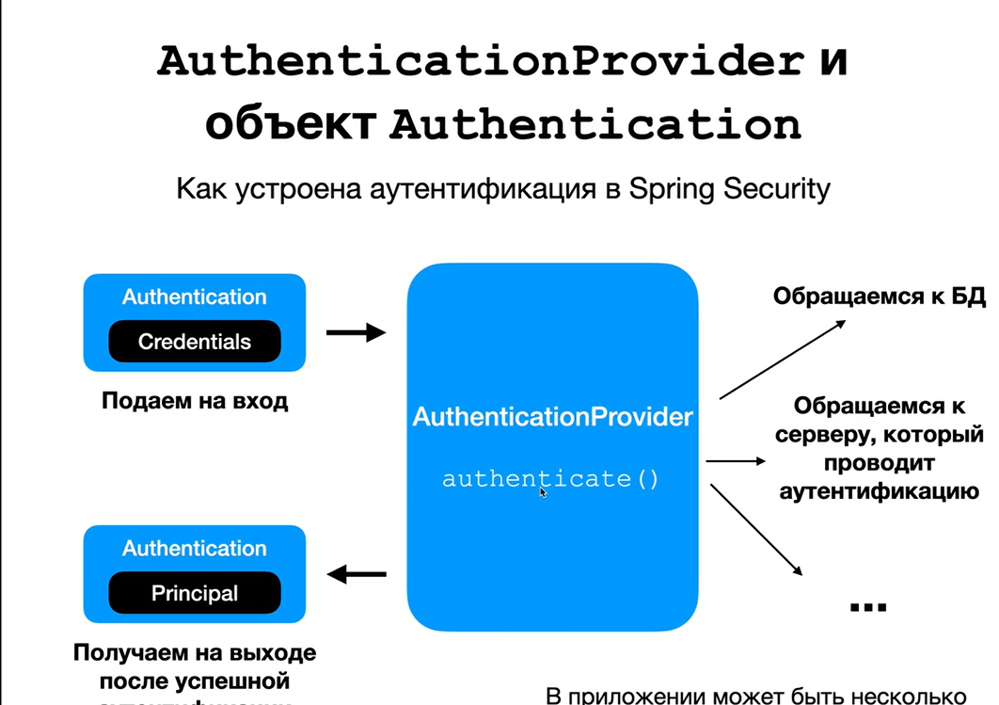 AuthenticationProvider и
объект Authentication
Как устроена аутентификация в Spring Security
Authentication
Credentials
Подаем на вход
AuthenticationProvider
authenticate()
Обращаемся к БД
Обращаемся к
серверу, который
проводит
аутентификацию
...
Authentication
Principal
Получаем на выходе
после успешной
В приложении может быть несколько